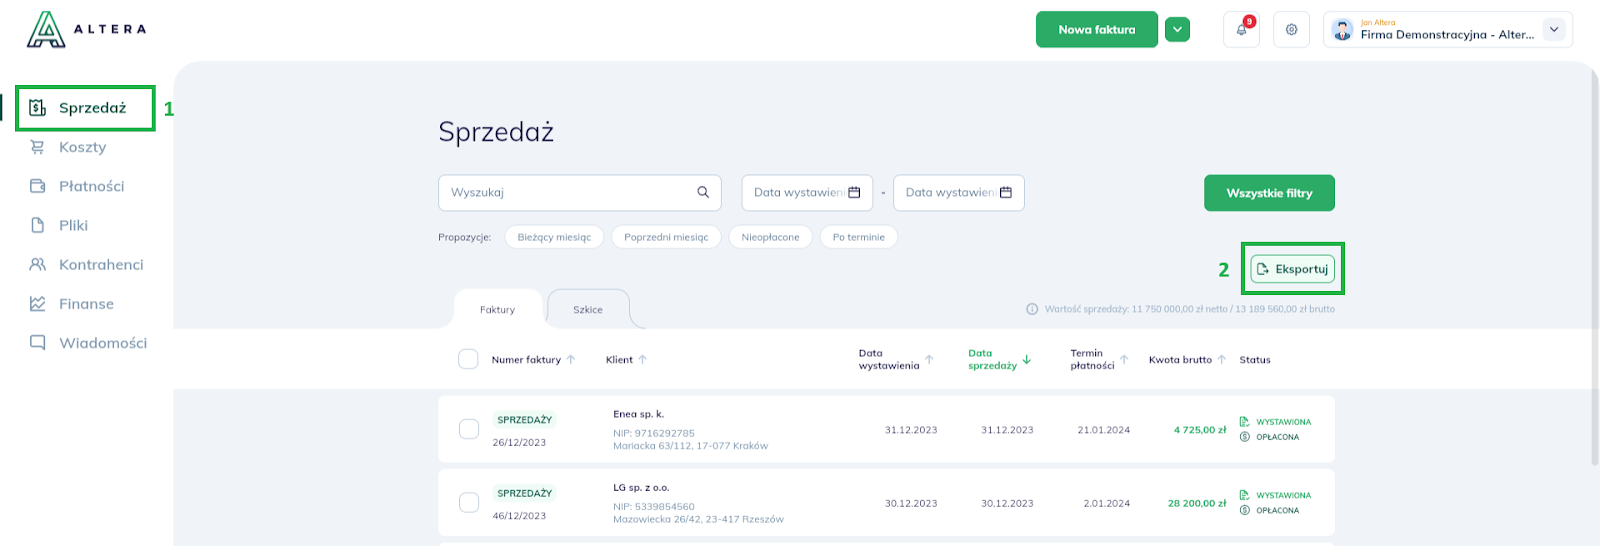 ALTERA
Nowa faktura
9
Jan Altera
Firma Demonstracyjna - Alter...
Sprzedaż
1
Koszty
Płatności
Pliki
Kontrahenci
Finanse
Wiadomości
Sprzedaż
Wyszukaj
Data wystawieni
-
Data wystawieni
Wszystkie filtry
Propozycje:
Bieżący miesiąc
Poprzedni miesiąc
Nieopłacone
Po terminie
2
Eksportuj
Faktury
Szkice
Wartość sprzedaży: 11 750 000,00 zł netto / 13 189 560,00 zł brutto
Numer faktury
Klient
Data
wystawienia
Data
sprzedaży
Termin
płatności
Kwota brutto
Status
SPRZEDAŻY
26/12/2023
Enea sp. k.
NIP: 9716292785
Mariacka 63/112, 17-077 Kraków
31.12.2023
31.12.2023
21.01.2024
4 725,00 zł
WYSTAWIONA
OPŁACONA
SPRZEDAŻY
46/12/2023
LG sp. z o.o.
NIP: 5339854560
Mazowiecka 26/42, 23-417 Rzeszów
30.12.2023
30.12.2023
2.01.2024
28 200,00 zł
WYSTAWIONA
OPŁACONA